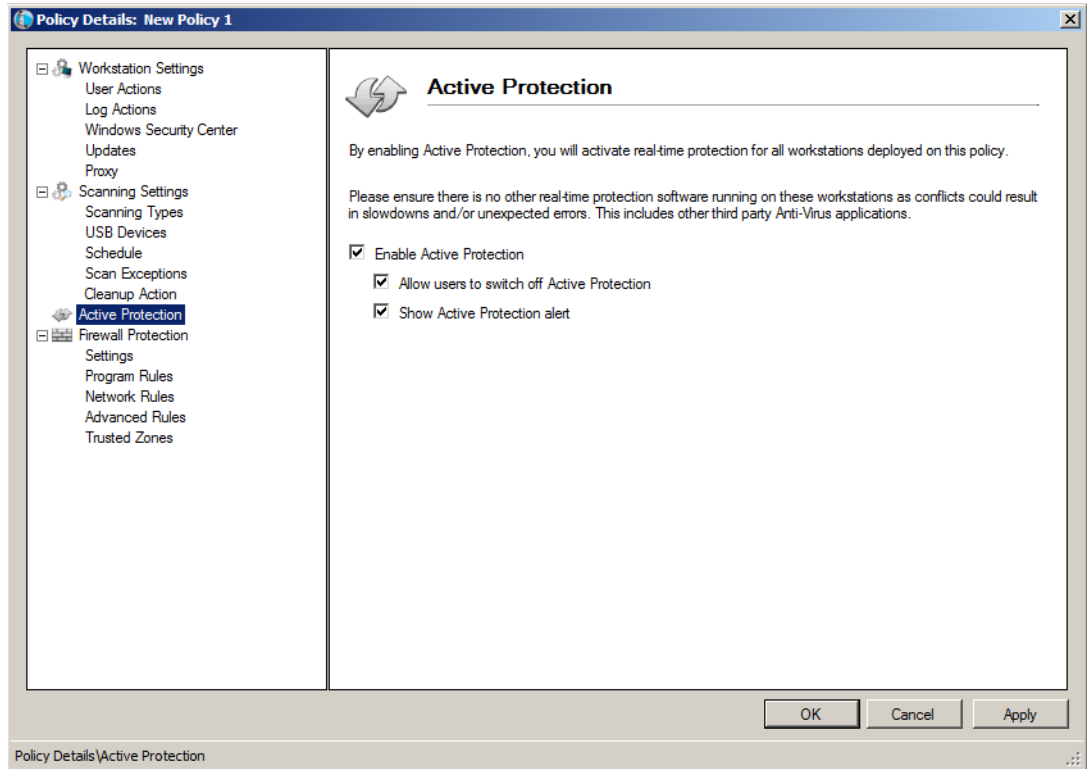 Policy Details: New Policy 1
Workstation Settings
User Actions
Log Actions
Windows Security Center
Updates
Proxy
Scanning Settings
Scanning Types
USB Devices
Schedule
Scan Exceptions
Cleanup Action
Active Protection
Firewall Protection
Settings
Program Rules
Network Rules
Advanced Rules
Trusted Zones
Active Protection
By enabling Active Protection, you will activate real-time protection for all workstations deployed on this policy.
Please ensure there is no other real-time protection software running on these workstations as conflicts could result
in slowdowns and/or unexpected errors. This includes other third party Anti-Virus applications.
Enable Active Protection
Allow users to switch off Active Protection
Show Active Protection alert
OK
Cancel
Apply
Policy Details\Active Protection